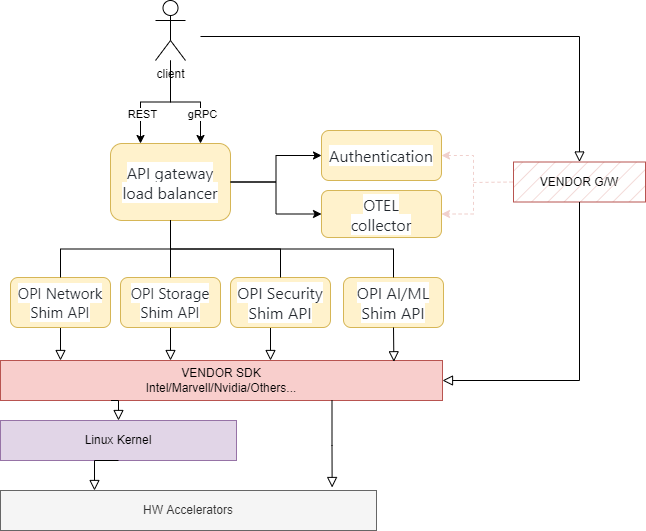 client
REST
gRPC
API gateway
load balancer
Authentication
OTEL
collector
VENDOR G/W
OPI Network
Shim API
OPI Storage
Shim API
OPI Security
Shim API
OPI AI/ML
Shim API
VENDOR SDK
Intel/Marvell/Nvidia/Others...
Linux Kernel
HW Accelerators